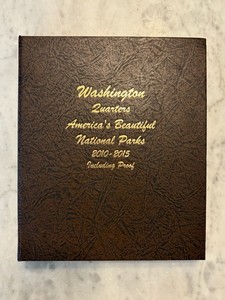 Washington
Quarters
America's Beautiful
National Parks
2010-2015
Including Proof